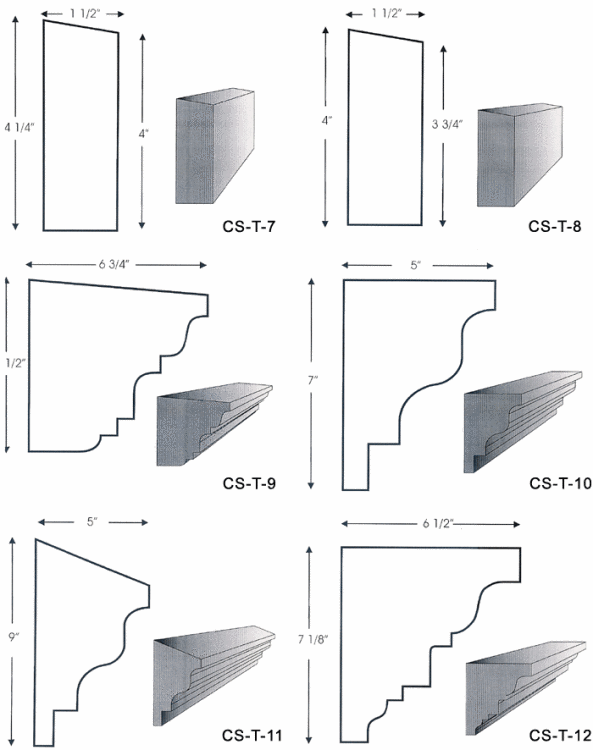 1 1/2"
1 1/2"
4 1/4"
4"
4"
3 3/4"
CS-T-7
CS-T-8
6 3/4"
5"
1/2"
7"
CS-T-9
CS-T-10
5"
6 1/2"
9"
7 1/8"
CS-T-11
CS-T-12